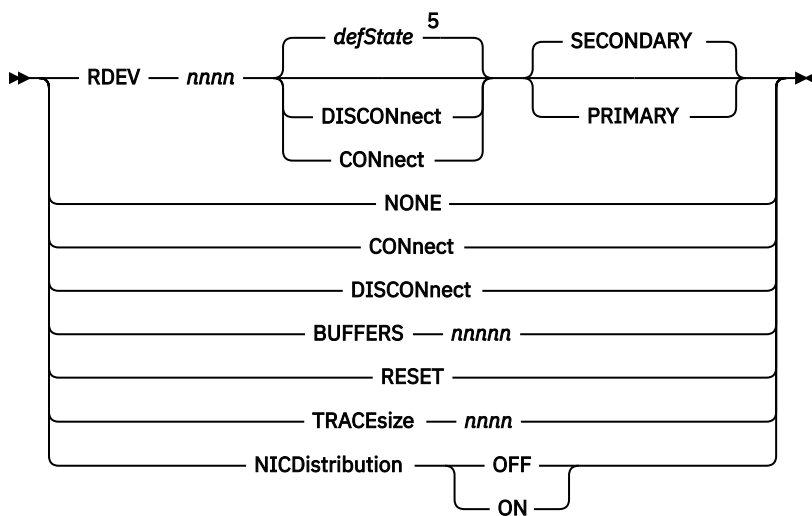 5
defState
SECONDARY
RDEV nnnn
DISCONnect
PRIMARY
CONnect
NONE
CONnect
DISCONnect
BUFFERS nnnnn
RESET
TRACEsize nnnn
NICDistribution OFF
ON